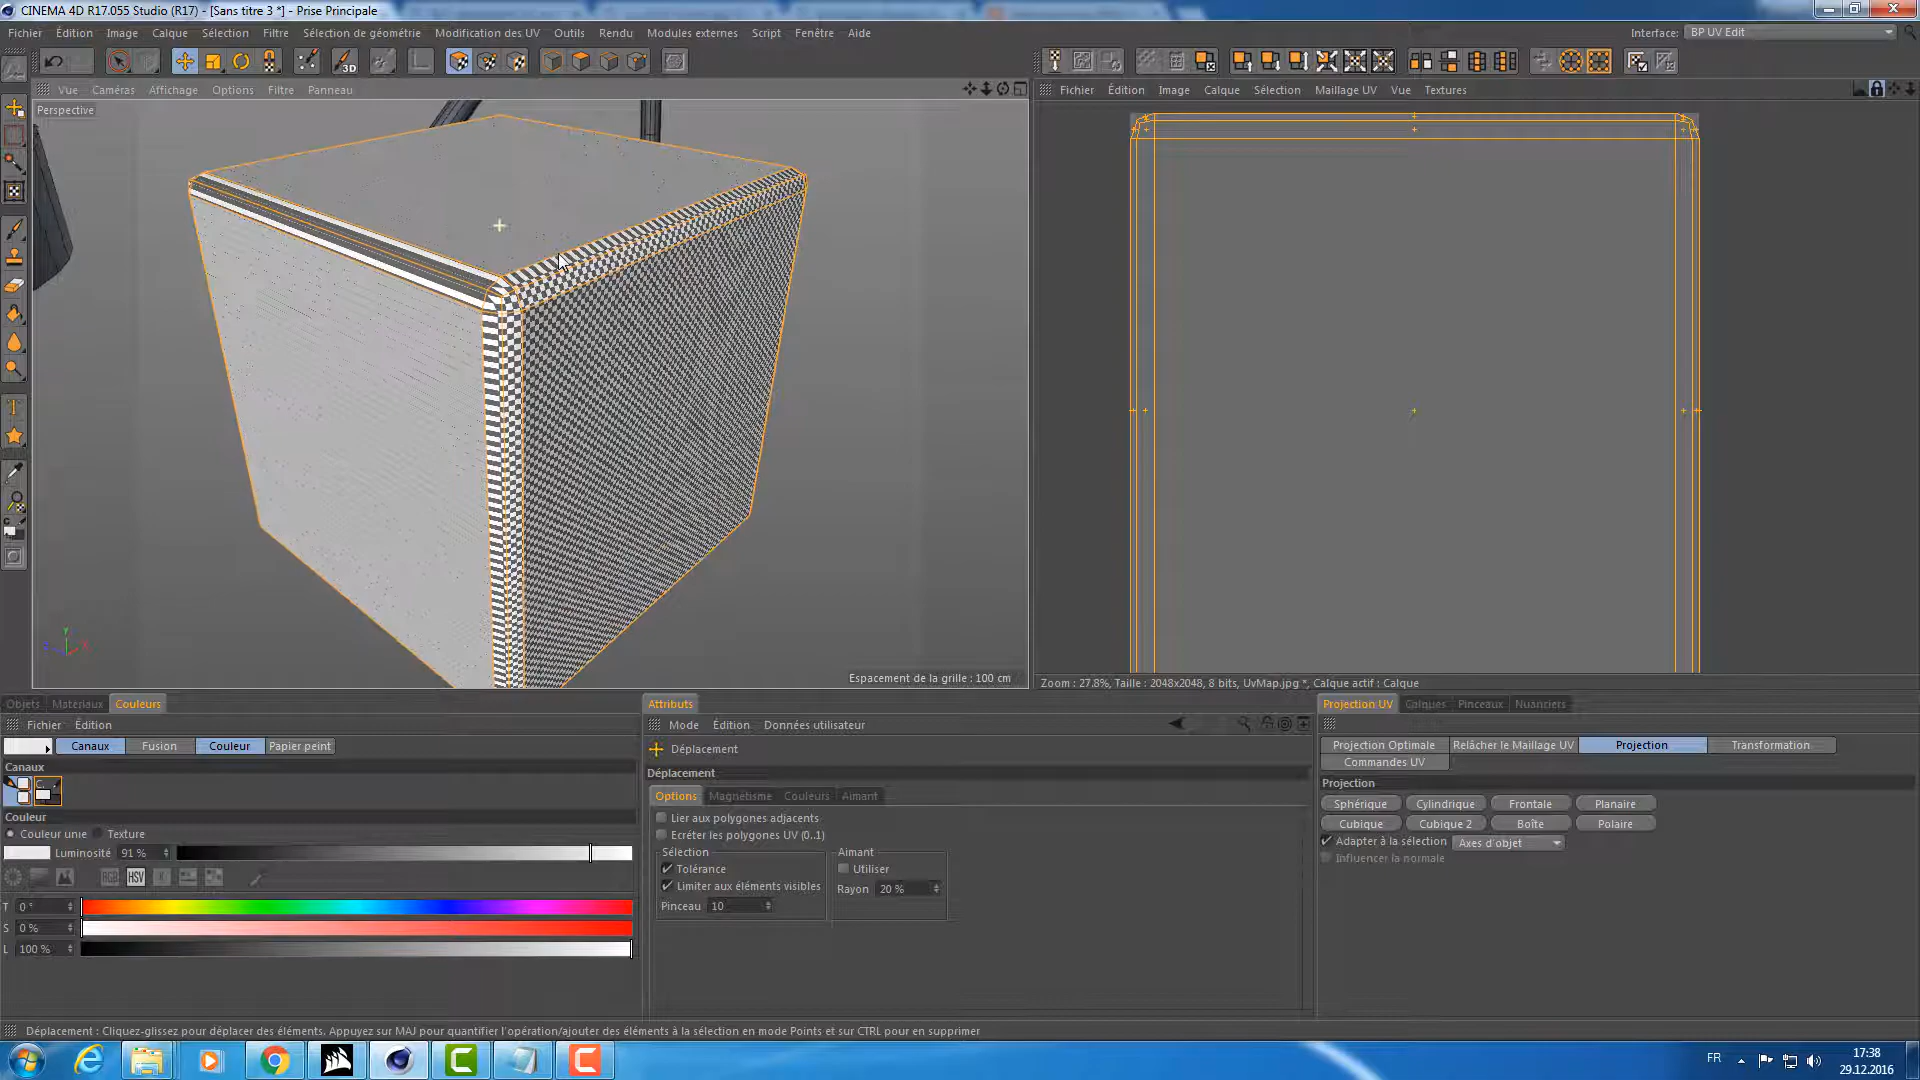 CINEMA 4D R17.055 Studio (R17) - [Sans titre 3 *] - Prise Principale
Fichier Édition Image Calque Sélection Filtre Sélection de géométrie Modification des UV Outils Rendu Modules externes Script Fenêtre Aide
Interface: BP UV Edit
3D
Vue Caméras Affichage Options Filtre Panneau
Fichier Édition Image Calque Sélection Maillage UV Vue Textures
Perspective
Espacement de la grille : 100 cm
Zoom : 27.8%, Taille : 2048x2048, 8 bits, UvMap.jpg *, Calque actif : Calque
Objets Matériaux Couleurs
Attributs
Projection UV Calques Pinceaux Nuanciers
Fichier Édition
Mode Édition Données utilisateur
Canaux Fusion Couleur Papier peint
Déplacement
Projection Optimale Relâcher le Maillage UV Projection Transformation
Commandes UV
Canaux
Déplacement
Projection
Options Magnétisme Couleurs Aimant
Sphérique Cylindrique Frontale Planaire
Couleur
Lier aux polygones adjacents
Cubique Cubique 2 Boîte Polaire
Couleur unie Texture
Ecréter les polygones UV (0..1)
Adapter à la sélection Axes d'objet
Luminosité 91 %
Sélection Aimant
Influencer la normale
Tolérance Utiliser
RGB HSV K
Limiter aux éléments visibles Rayon 20 %
T 0 °
Pinceau 10
S 0 %
L 100 %
Déplacement : Cliquez-glissez pour déplacer des éléments. Appuyez sur MAJ pour quantifier l'opération/ajouter des éléments à la sélection en mode Points et sur CTRL pour en supprimer
FR
17:38
29.12.2016